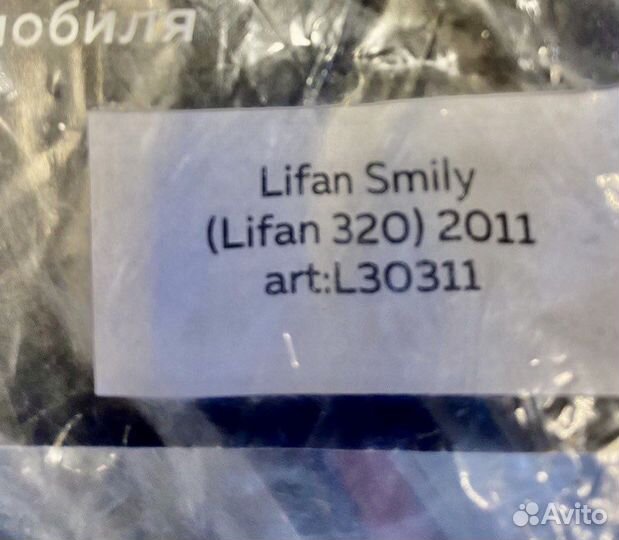 мобиля
Lifan Smily
(Lifan 320) 2011
art:L30311
Avito